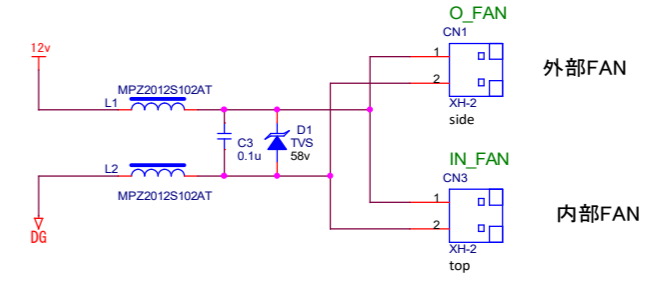 O_FAN
CN1
12v
1
外部FAN
2
MPZ2012S102AT
L1
XH-2
side
D1
C3
TVS
0.1u
58v
IN_FAN
L2
CN3
MPZ2012S102AT
1
内部FAN
2
DG
XH-2
top